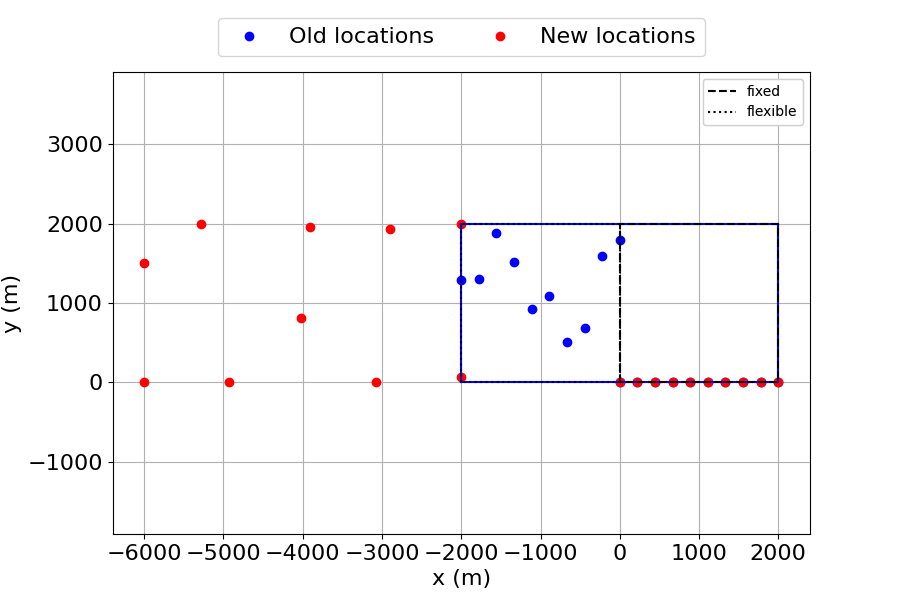 Old locations
New locations
fixed
flexible
3000
2000
1000
0
−1000
y (m)
−6000
−5000
−4000
−3000
−2000
−1000
0
1000
2000
x (m)